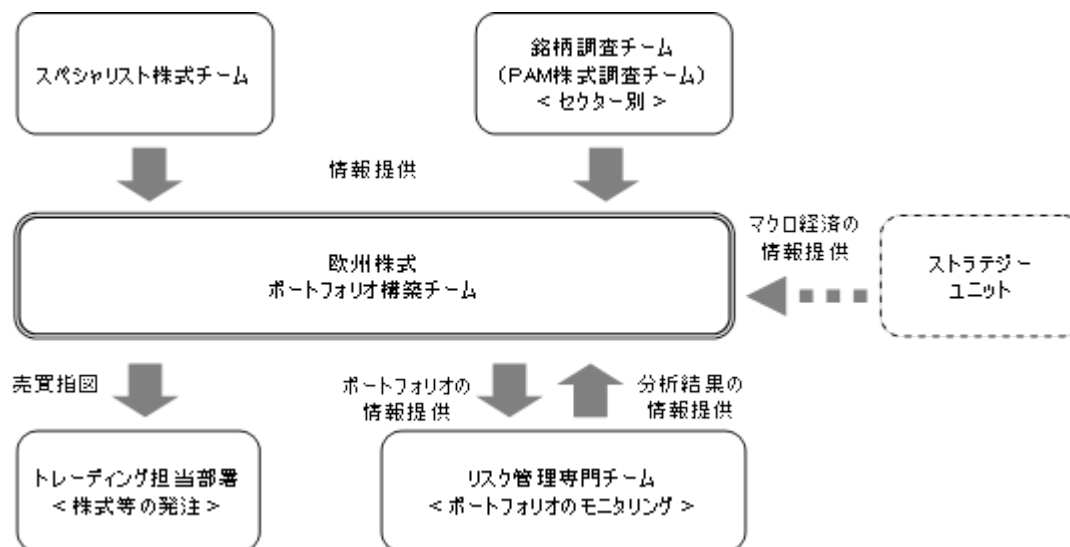 スペシャリスト株式チーム
銘柄調査チーム
（PAM株式調査チーム）
＜セクター別＞
情報提供
マクロ経済の
情報提供
欧州株式
ポートフォリオ構築チーム
ストラテジー
ユニット
売買指図
ポートフォリオの
情報提供
分析結果の
情報提供
トレーディング担当部署
＜株式等の発注＞
リスク管理専門チーム
＜ポートフォリオのモニタリング＞